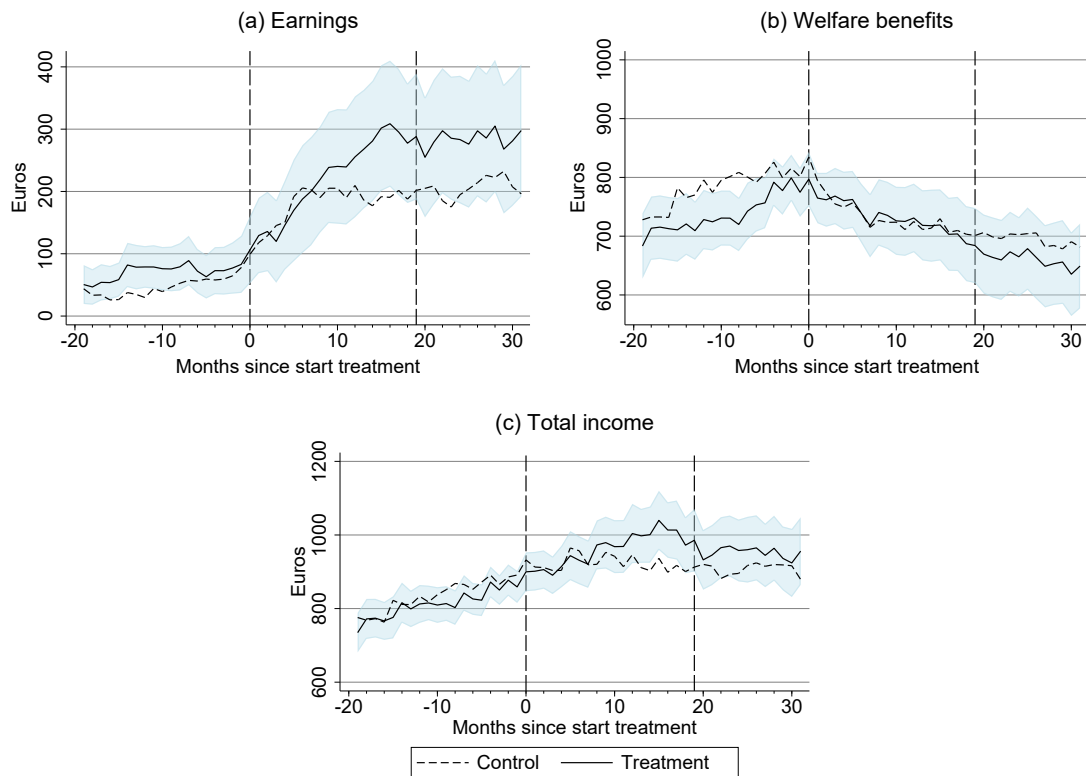 (a) Earnings
400
300
200
100
0
Euros
-20 -10 0 10 20 30
Months since start treatment
(b) Welfare benefits
1000
900
800
700
600
Euros
-20 -10 0 10 20 30
Months since start treatment
(c) Total income
1200
1000
800
600
Euros
-20 -10 0 10 20 30
Months since start treatment
Control Treatment